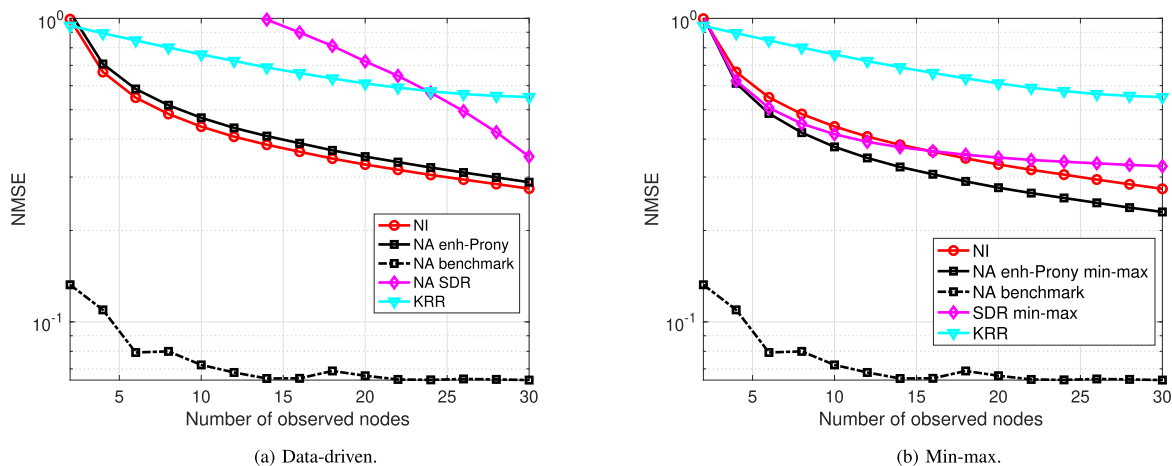 10^0
10^-1
NMSE
5
10
15
20
25
30
Number of observed nodes
NI
NA enh-Prony
NA benchmark
NA SDR
KRR
(a) Data-driven.
10^0
10^-1
NMSE
5
10
15
20
25
30
Number of observed nodes
NI
NA enh-Prony min-max
NA benchmark
SDR min-max
KRR
(b) Min-max.